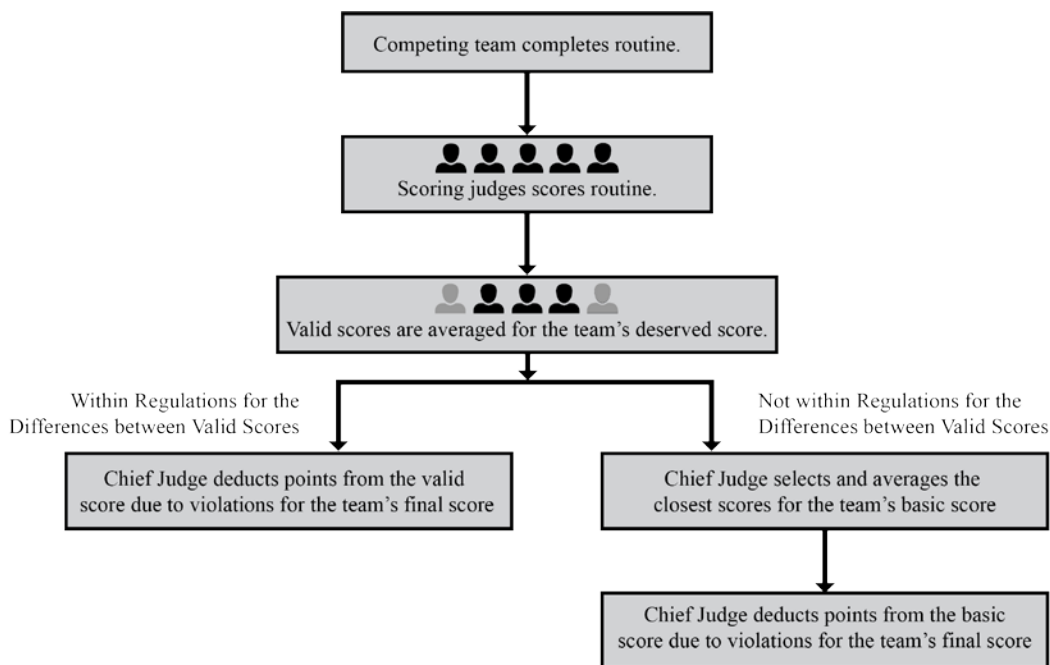 Competing team completes routine.
Scoring judges scores routine.
Valid scores are averaged for the team's deserved score.
Within Regulations for the
Differences between Valid Scores
Not within Regulations for the
Differences between Valid Scores
Chief Judge deducts points from the valid
score due to violations for the team's final score
Chief Judge selects and averages the
closest scores for the team's basic score
Chief Judge deducts points from the basic
score due to violations for the team's final score